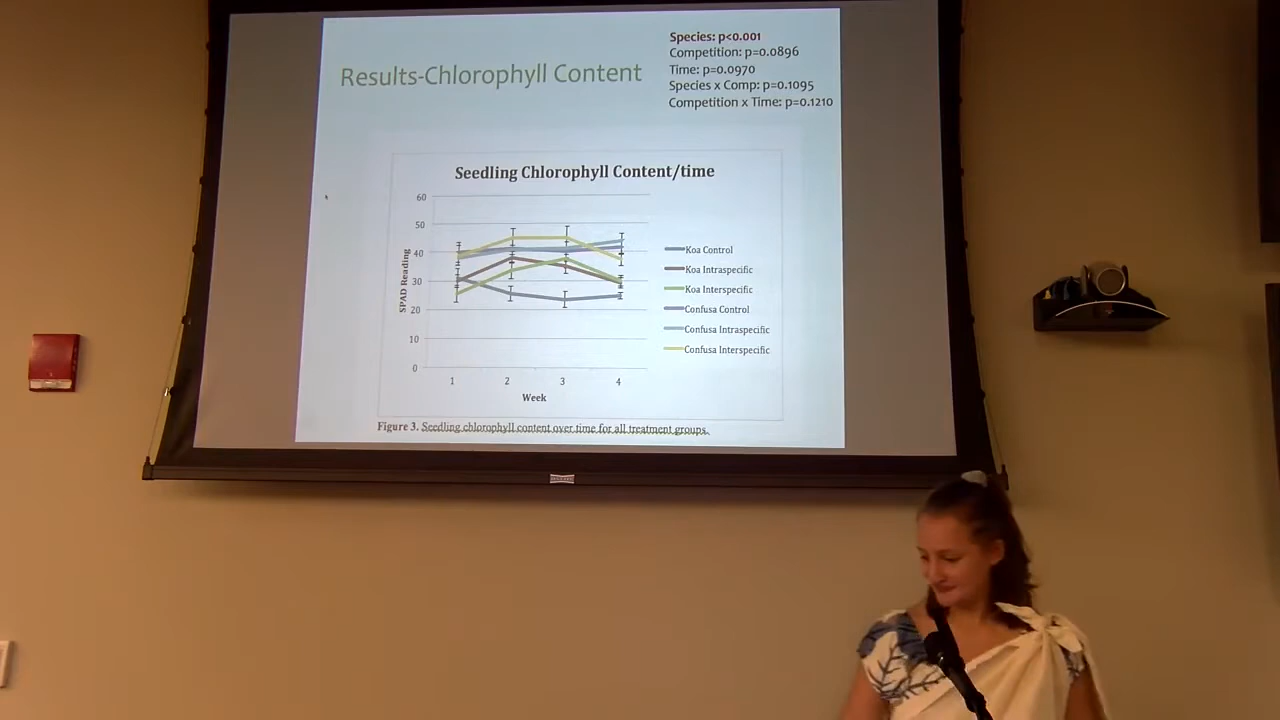 Species: p<0.001
Competition: p=0.0896
Time: p=0.0970
Species x Comp: p=0.1095
Competition x Time: p=0.1210
Results-Chlorophyll Content
Seedling Chlorophyll Content/time
60
50
40
30
20
10
0
SPAD Reading
1 2 3 4
Week
Koa Control
Koa Intraspecific
Koa Interspecific
Confusa Control
Confusa Intraspecific
Confusa Interspecific
Figure 3. Seedling chlorophyll content over time for all treatment groups.